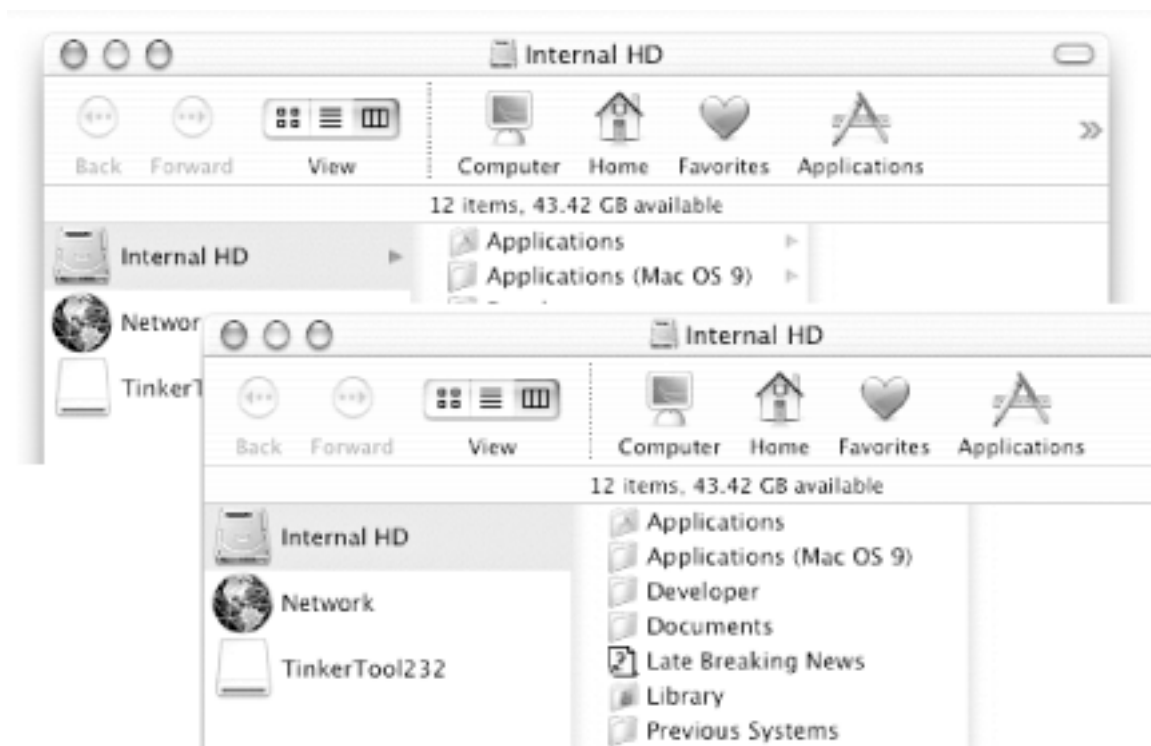 Internal HD
Back Forward View Computer Home Favorites Applications
12 items, 43.42 GB available
Internal HD
Applications
Applications (Mac OS 9)
Networ
TinkerT
Internal HD
Back Forward View Computer Home Favorites Applications
12 items, 43.42 GB available
Internal HD
Network
TinkerTool232
Applications
Applications (Mac OS 9)
Developer
Documents
Late Breaking News
Library
Previous Systems